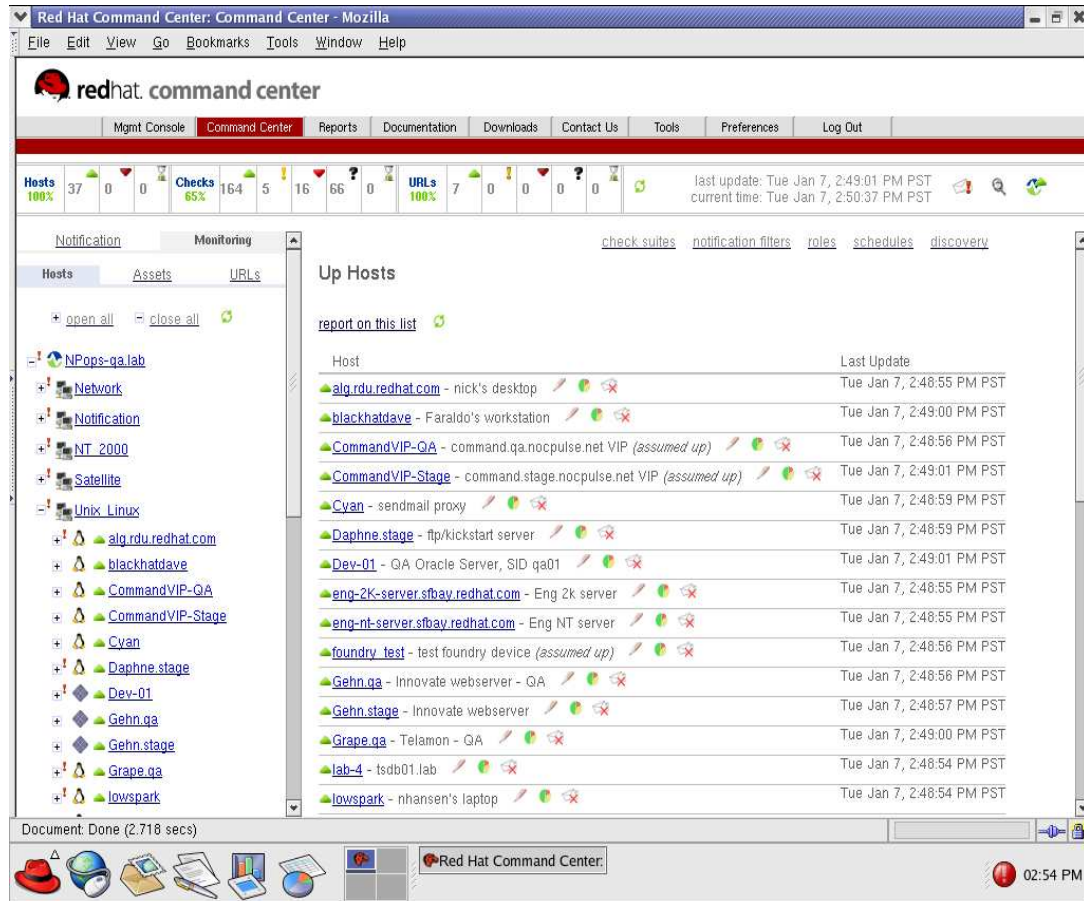 Red Hat Command Center: Command Center - Mozilla
File Edit View Go Bookmarks Tools Window Help
redhat. command center
Mgmt Console Command Center Reports Documentation Downloads Contact Us Tools Preferences Log Out
Hosts 100% 37 0 0 Checks 65% 164 5 16 66 0 URLs 100% 7 0 0 0 0
last update: Tue Jan 7, 2:49:01 PM PST
current time: Tue Jan 7, 2:50:37 PM PST
Notification Monitoring
Hosts Assets URLs
open all close all
NPops-qa.lab
Network
Notification
NT_2000
Satellite
Unix_Linux
alg.rdu.redhat.com
blackhatdave
CommandVIP-QA
CommandVIP-Stage
Cyan
Daphne.stage
Dev-01
Gehn.qa
Gehn.stage
Grape.qa
lowspark
check suites notification filters roles schedules discovery
Up Hosts
report on this list
Host Last Update
alg.rdu.redhat.com - nick's desktop Tue Jan 7, 2:48:55 PM PST
blackhatdave - Faraldo's workstation Tue Jan 7, 2:49:00 PM PST
CommandVIP-QA - command.qa.nocpulse.net VIP (assumed up) Tue Jan 7, 2:48:56 PM PST
CommandVIP-Stage - command.stage.nocpulse.net VIP (assumed up) Tue Jan 7, 2:49:01 PM PST
Cyan - sendmail proxy Tue Jan 7, 2:48:59 PM PST
Daphne.stage - ftp/kickstart server Tue Jan 7, 2:48:59 PM PST
Dev-01 - QA Oracle Server, SID qa01 Tue Jan 7, 2:49:01 PM PST
eng-2K-server.sfbay.redhat.com - Eng 2k server Tue Jan 7, 2:48:55 PM PST
eng-nt-server.sfbay.redhat.com - Eng NT server Tue Jan 7, 2:48:55 PM PST
foundry_test - test foundry device (assumed up) Tue Jan 7, 2:48:56 PM PST
Gehn.qa - Innovate webserver - QA Tue Jan 7, 2:48:56 PM PST
Gehn.stage - Innovate webserver Tue Jan 7, 2:48:57 PM PST
Grape.qa - Telamon - QA Tue Jan 7, 2:49:00 PM PST
lab-4 - tsdb01.lab Tue Jan 7, 2:48:54 PM PST
lowspark - nhansen's laptop Tue Jan 7, 2:48:54 PM PST
Document: Done (2.718 secs)
Red Hat Command Center:
02:54 PM